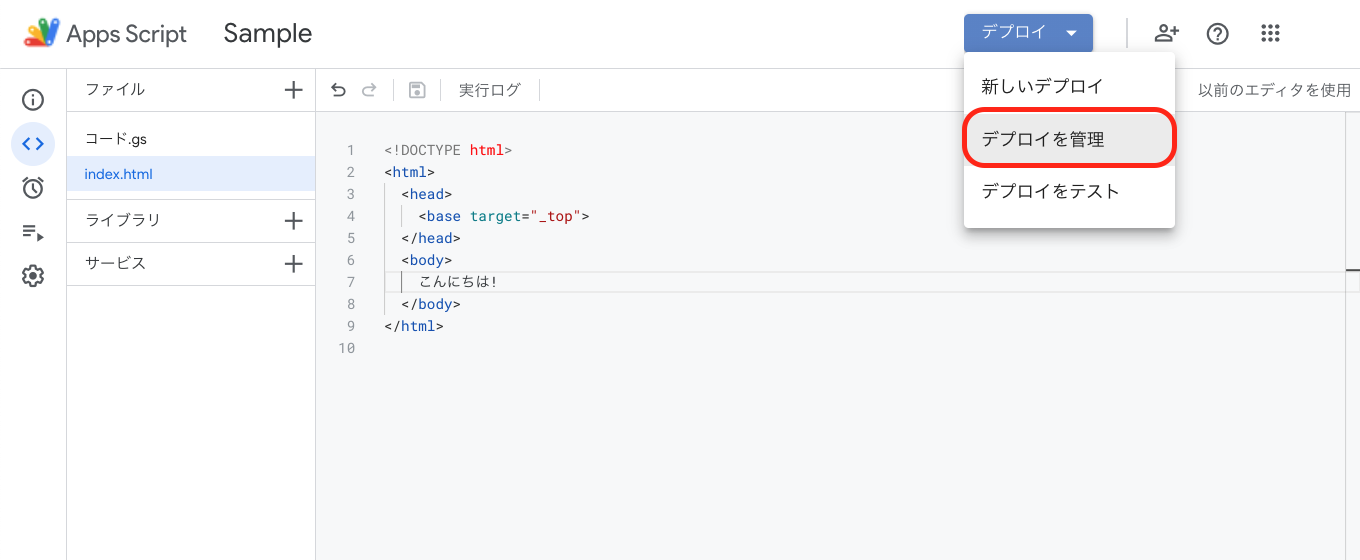 Apps Script Sample デプロイ
ファイル 実行ログ 以前のエディタを使用
新しいデプロイ
デプロイを管理
デプロイをテスト
コード.gs
index.html
ライブラリ
サービス
1 <!DOCTYPE html>
2 <html>
3 <head>
4 <base target="_top">
5 </head>
6 <body>
7 こんにちは!
8 </body>
9 </html>
10